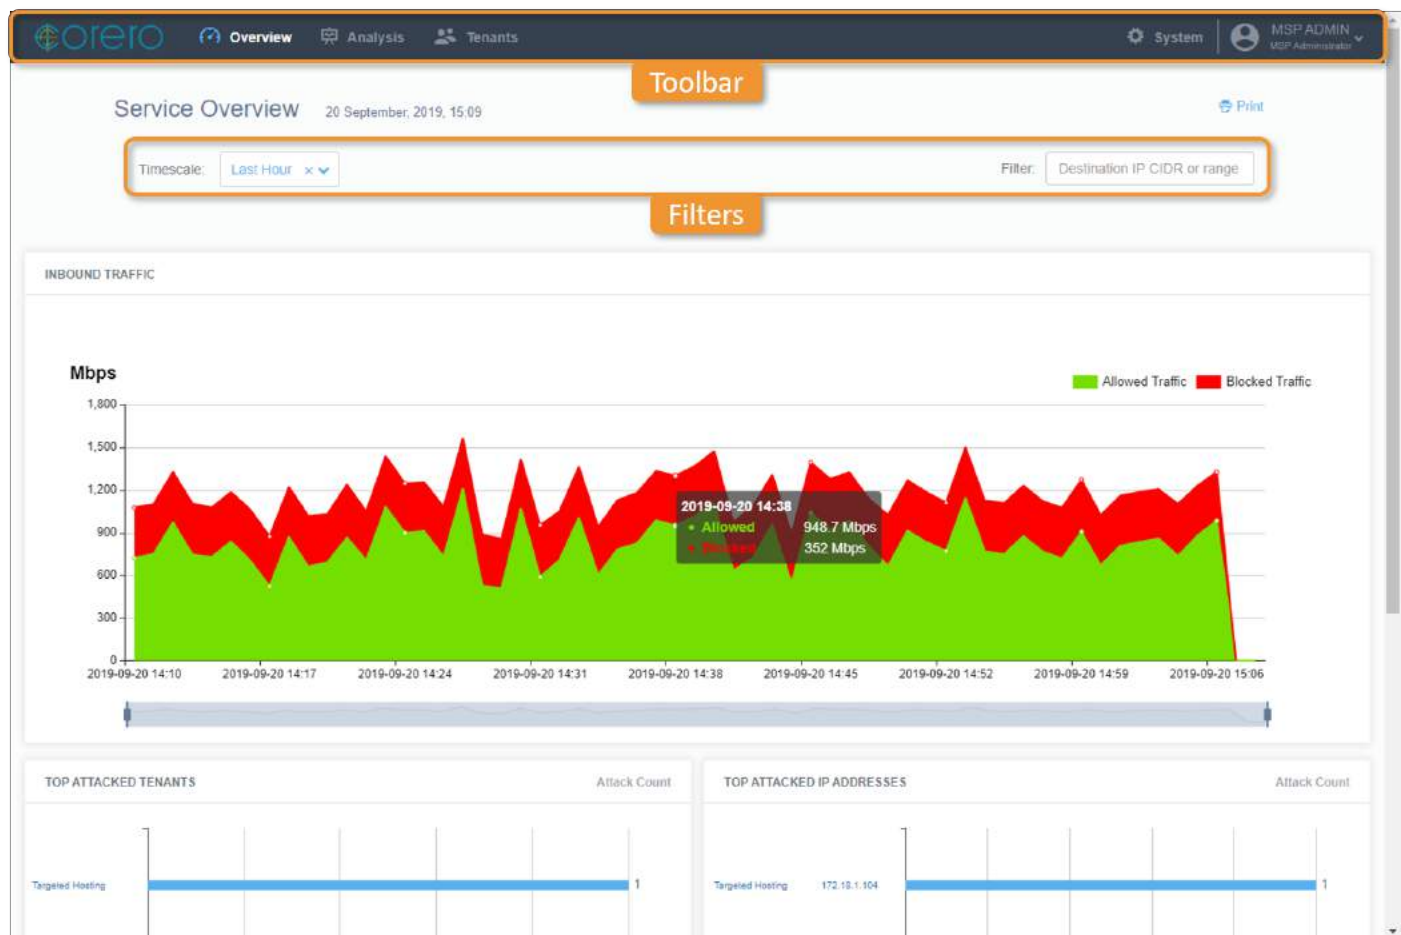 corero Overview Analysis Tenants System MSP ADMIN
MSP Administrator
Toolbar
Service Overview 20 September, 2019, 15:09 Print
Timescale: Last Hour Filter: Destination IP CIDR or range
Filters
INBOUND TRAFFIC
Mbps
Allowed Traffic Blocked Traffic
1,800
1,500
1,200
2019-09-20 14:38
Allowed 948.7 Mbps
900
Blocked 352 Mbps
600
300
0
2019-09-20 14:10 2019-09-20 14:17 2019-09-20 14:24 2019-09-20 14:31 2019-09-20 14:38 2019-09-20 14:45 2019-09-20 14:52 2019-09-20 14:59 2019-09-20 15:06
TOP ATTACKED TENANTS Attack Count
TOP ATTACKED IP ADDRESSES Attack Count
Targeted Hosting 1
Targeted Hosting 172.18.1.104 1